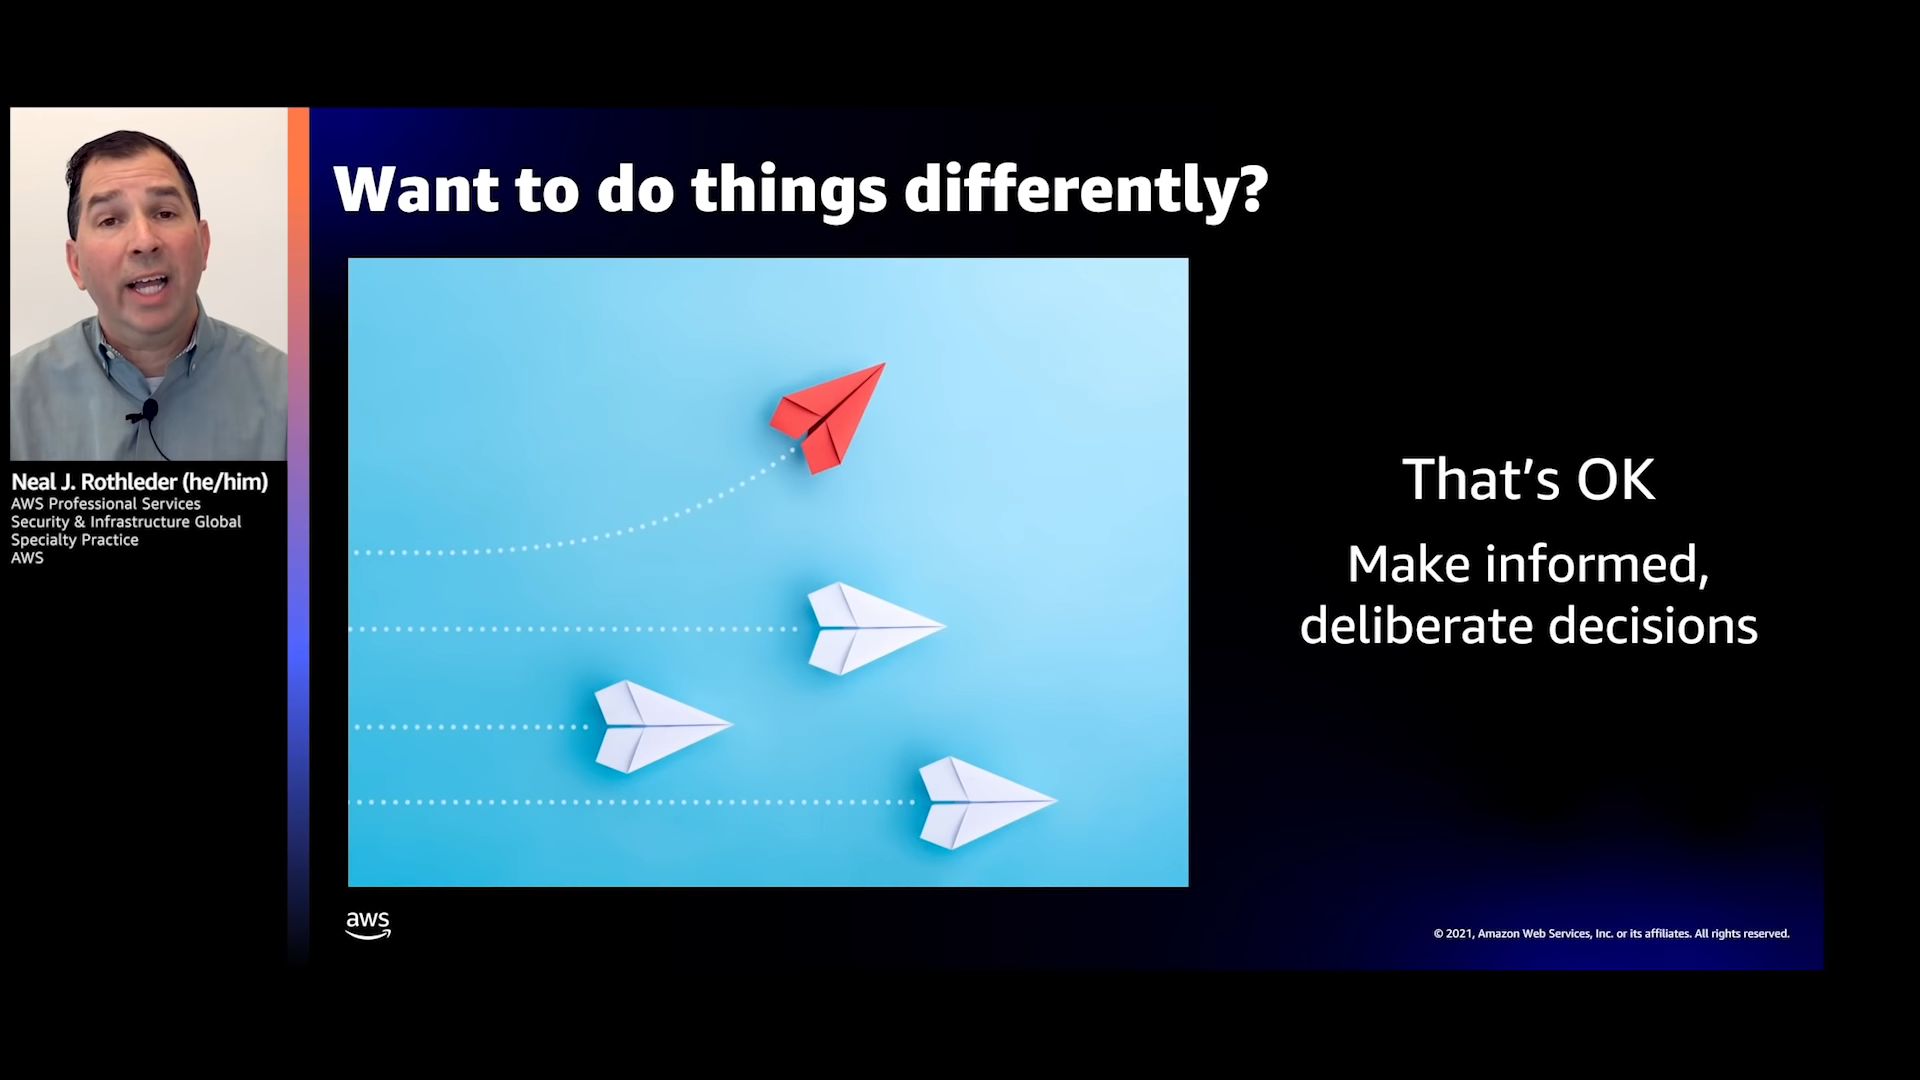 Want to do things differently?
That's OK
Make informed,
deliberate decisions
Neal J. Rothleder (he/him)
AWS Professional Services
Security & Infrastructure Global
Specialty Practice
AWS
aws
© 2021, Amazon Web Services, Inc. or its affiliates. All rights reserved.